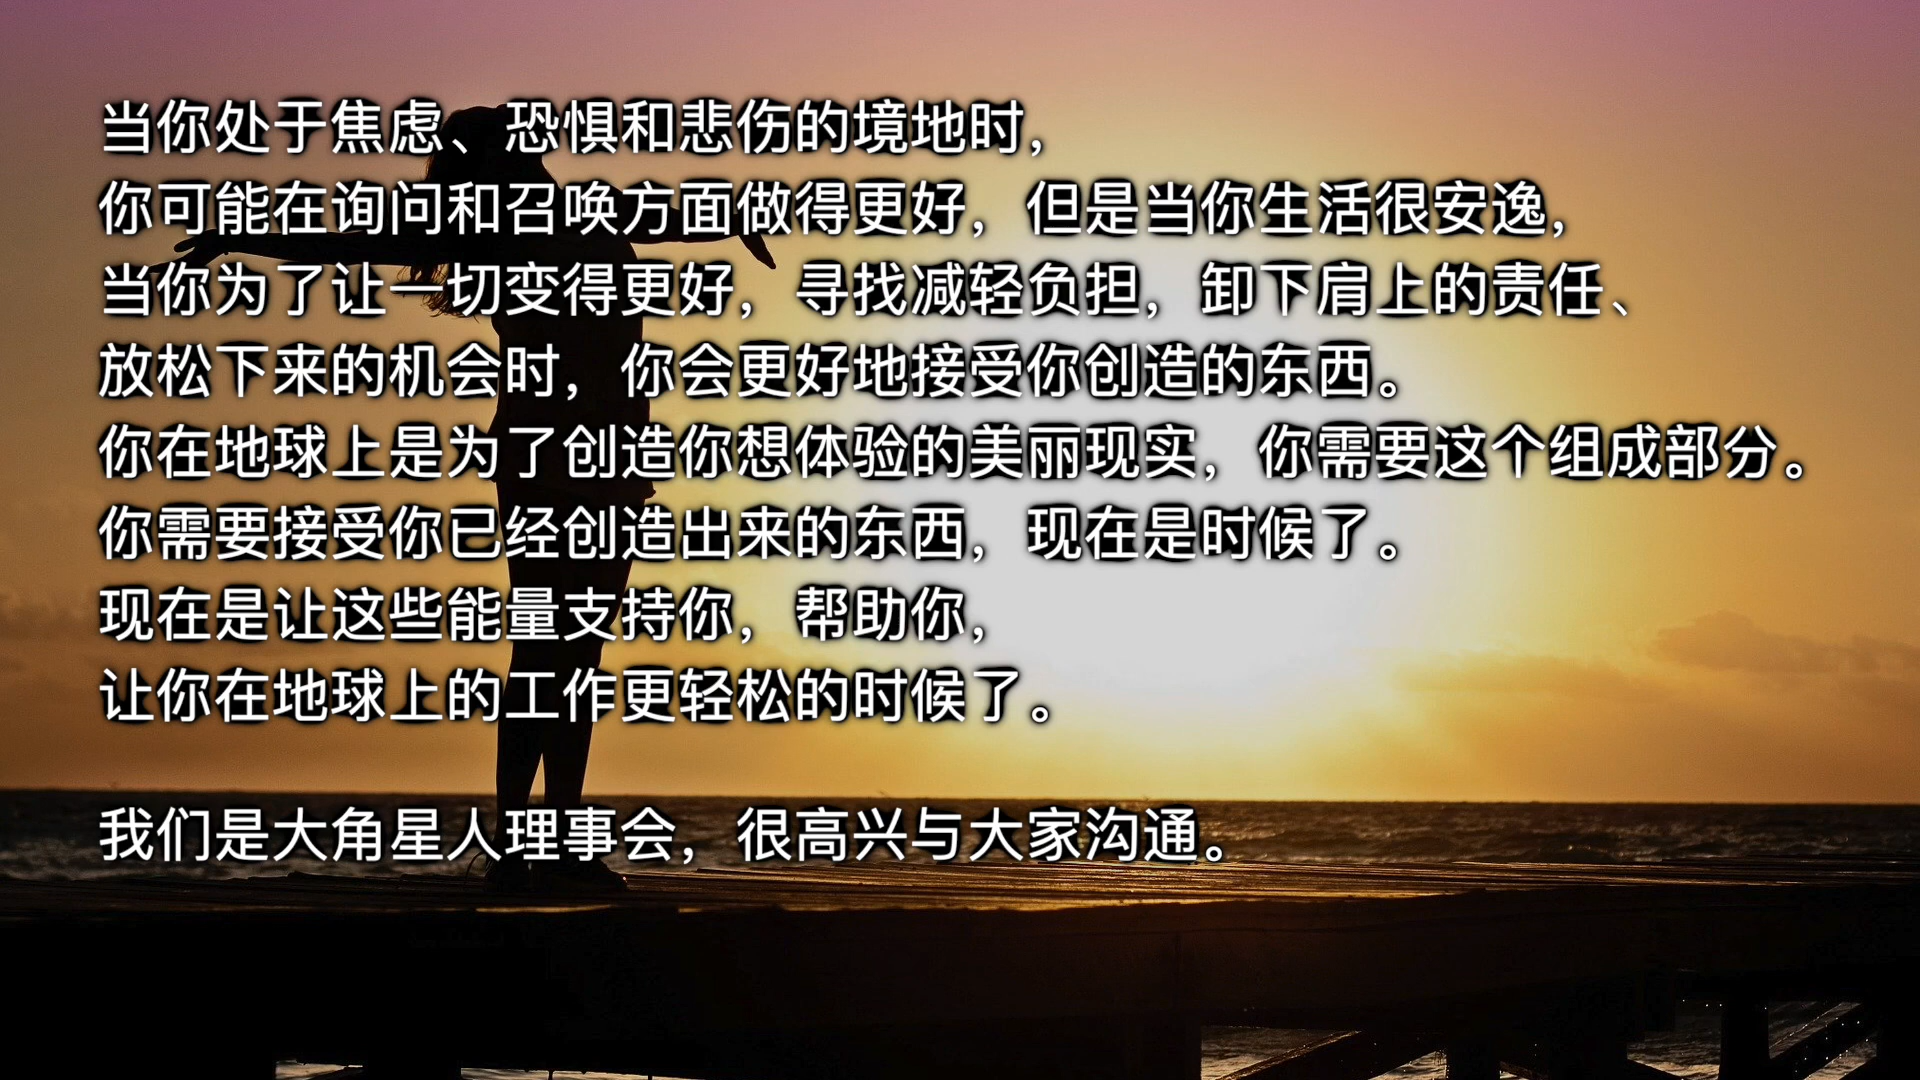 当你处于焦虑、恐惧和悲伤的境地时，
你可能在询问和召唤方面做得更好，但是当你生活很安逸，
当你为了让一切变得更好，寻找减轻负担，卸下肩上的责任、
放松下来的机会时，你会更好地接受你创造的东西。
你在地球上是为了创造你想体验的美丽现实，你需要这个组成部分。
你需要接受你已经创造出来的东西，现在是时候了。
现在是让这些能量支持你，帮助你，
让你在地球上的工作更轻松的时候了。
我们是大角星人理事会，很高兴与大家沟通。